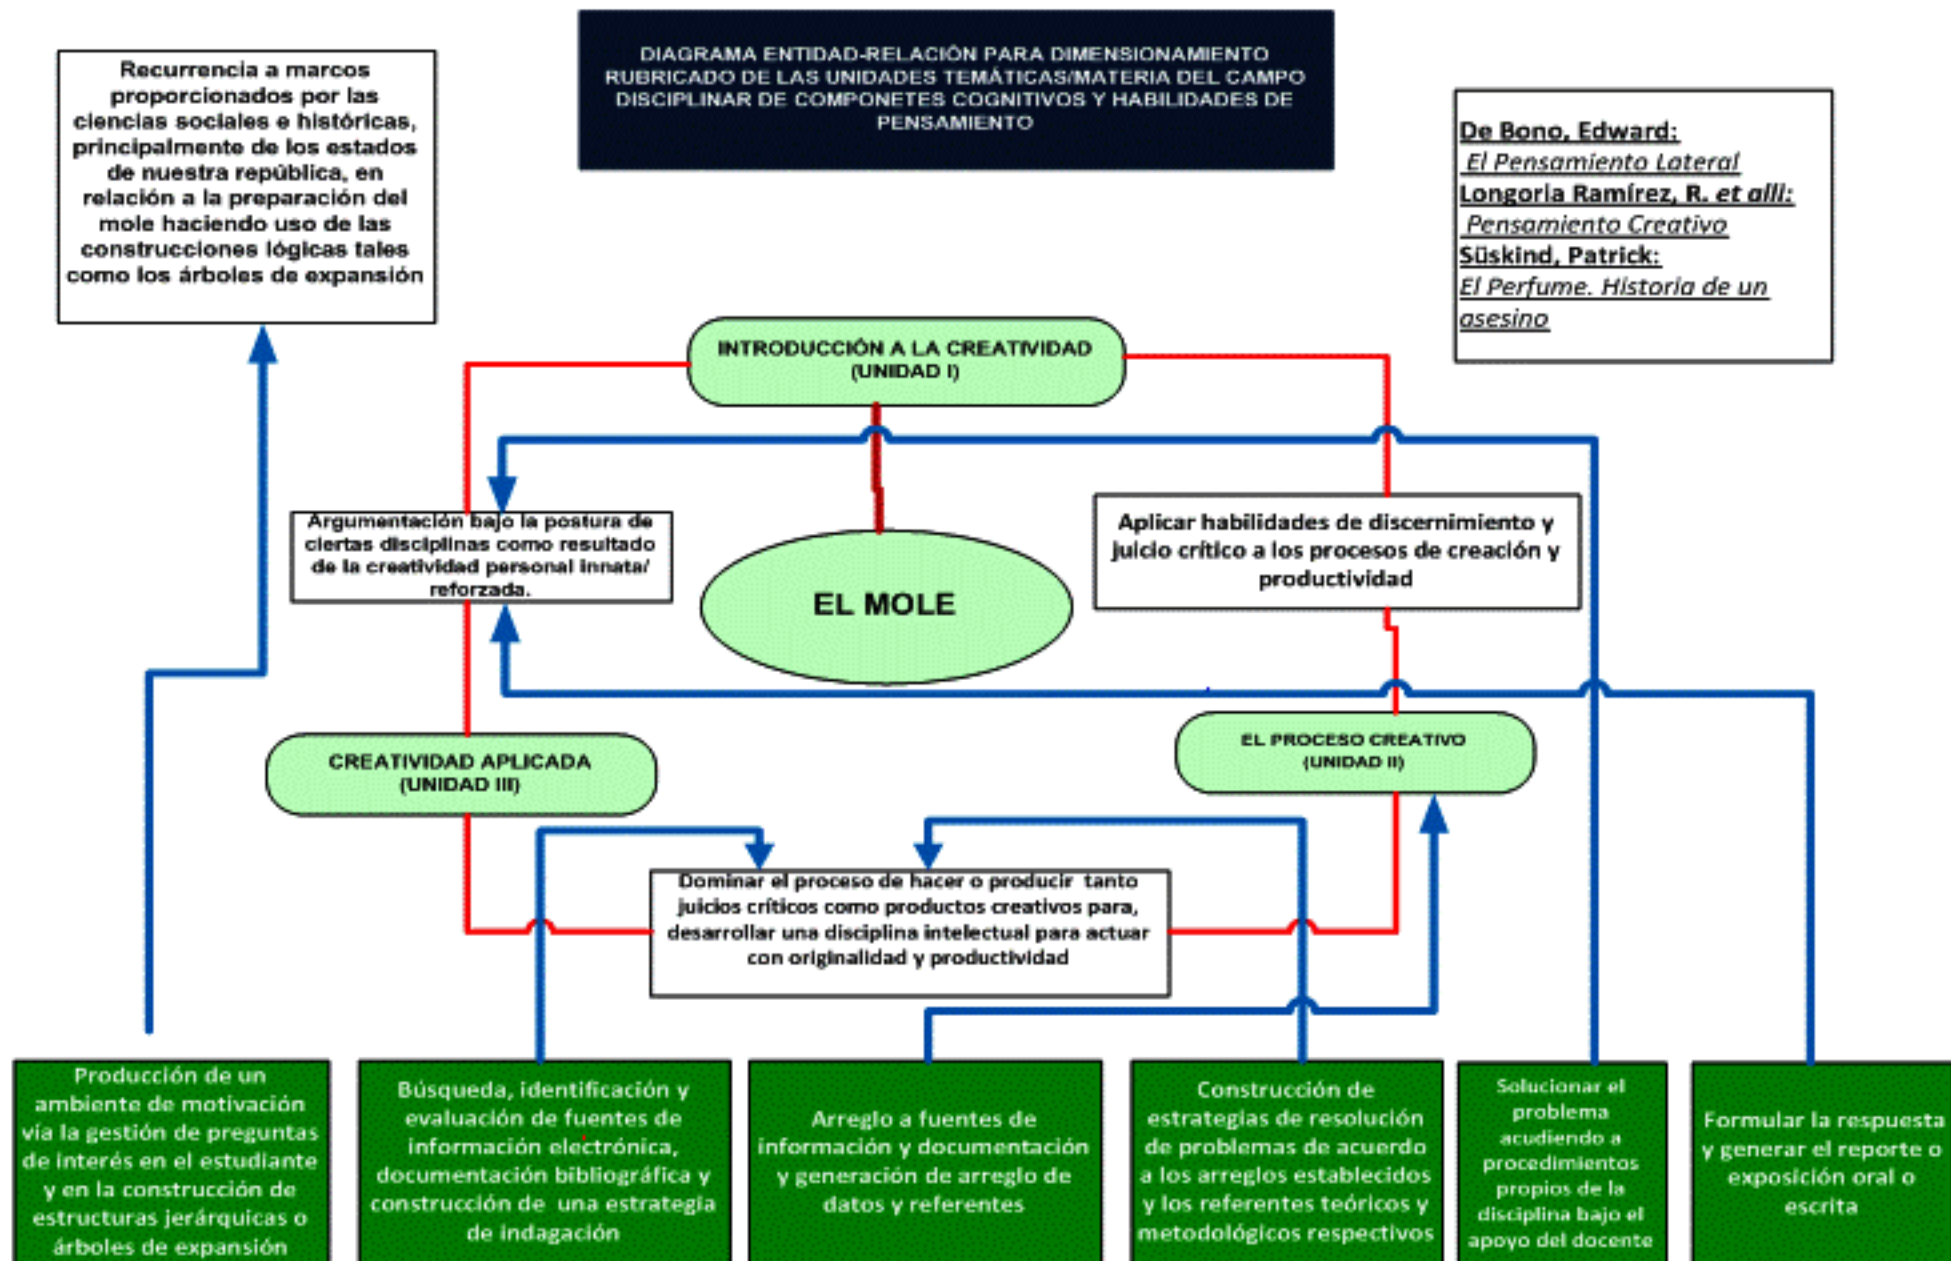 DIAGRAMA ENTIDAD-RELACIÓN PARA DIMENSIONAMIENTO
RUBRICADO DE LAS UNIDADES TEMÁTICAS/MATERIA DEL CAMPO
DISCIPLINAR DE COMPONETES COGNITIVOS Y HABILIDADES DE
PENSAMIENTO
Recurrencia a marcos
proporcionados por las
ciencias sociales e históricas,
principalmente de los estados
de nuestra república, en
relación a la preparación del
mole haciendo uso de las
construcciones lógicas tales
como los árboles de expansión
De Bono, Edward:
El Pensamiento Lateral
Longoria Ramírez, R. et alli:
Pensamiento Creativo
Süskind, Patrick:
El Perfume. Historia de un
asesino
INTRODUCCIÓN A LA CREATIVIDAD
(UNIDAD I)
Argumentación bajo la postura de
ciertas disciplinas como resultado
de la creatividad personal innata/
reforzada.
EL MOLE
Aplicar habilidades de discernimiento y
juicio crítico a los procesos de creación y
productividad
CREATIVIDAD APLICADA
(UNIDAD III)
EL PROCESO CREATIVO
(UNIDAD II)
Dominar el proceso de hacer o producir tanto
juicios críticos como productos creativos para,
desarrollar una disciplina intelectual para actuar
con originalidad y productividad
Producción de un
ambiente de motivación
vía la gestión de preguntas
de interés en el estudiante
y en la construcción de
estructuras jerárquicas o
árboles de expansión
Búsqueda, identificación y
evaluación de fuentes de
información electrónica,
documentación bibliográfica y
construcción de una estrategia
de indagación
Arreglo a fuentes de
información y documentación
y generación de arreglo de
datos y referentes
Construcción de
estrategias de resolución
de problemas de acuerdo
a los arreglos establecidos
y los referentes teóricos y
metodológicos respectivos
Solucionar el
problema
acudiendo a
procedimientos
propios de la
disciplina bajo el
apoyo del docente
Formular la respuesta
y generar el reporte o
exposición oral o
escrita